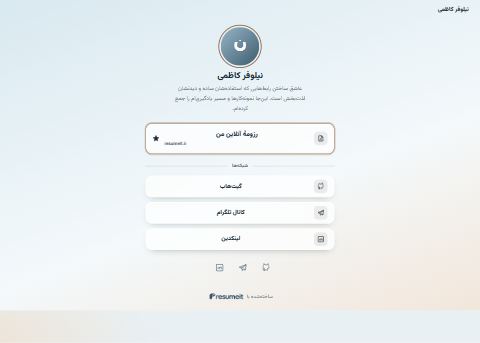 نیلوفر کاظمی
ن
نیلوفر کاظمی
عاشق ساختن رابط‌هایی که استفاده‌شان ساده و دیدنشان
لذت‌بخش است. این‌جا نمونه‌کارها و مسیر یادگیری‌ام را جمع
کرده‌ام.
رزومهٔ آنلاین من
شبکه‌ها
گیت‌هاب
کانال تلگرام
لینکدین
ساخته‌شده با resumeit